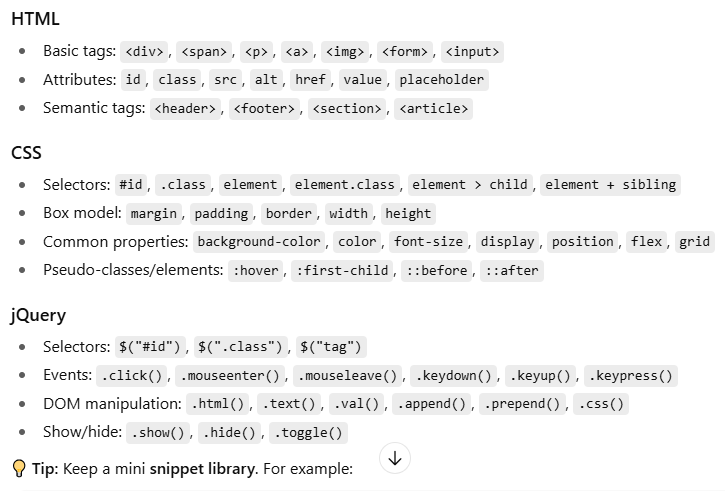 HTML
• Basic tags: <div>, <span>, <p>, <a>, <img>, <form>, <input>
• Attributes: id, class, src, alt, href, value, placeholder
• Semantic tags: <header>, <footer>, <section>, <article>
CSS
• Selectors: #id, .class, element, element.class, element > child, element + sibling
• Box model: margin, padding, border, width, height
• Common properties: background-color, color, font-size, display, position, flex, grid
• Pseudo-classes/elements: :hover, :first-child, ::before, ::after
jQuery
• Selectors: $("#id"), $(".class"), $("tag")
• Events: .click(), .mouseenter(), .mouseleave(), .keydown(), .keyup(), .keypress()
• DOM manipulation: .html(), .text(), .val(), .append(), .prepend(), .css()
• Show/hide: .show(), .hide(), .toggle()
💡 Tip: Keep a mini snippet library. For example: